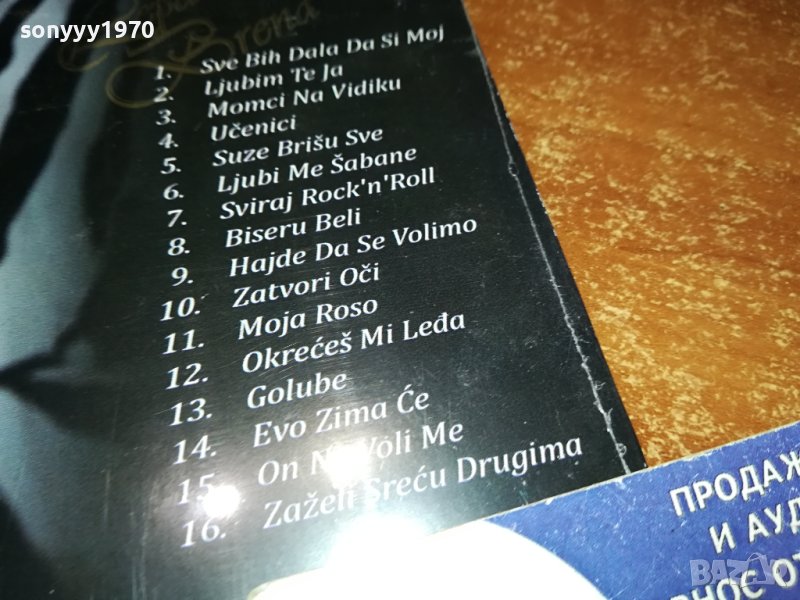 sonyyy1970
Brena
1. Sve Bih Dala Da Si Moj
2. Ljubim Te Ja
3. Momci Na Vidiku
4. Učenici
5. Suze Brišu Sve
6. Ljubi Me Šabane
7. Sviraj Rock'n'Roll
8. Biseru Beli
9. Hajde Da Se Volimo
10. Zatvori Oči
11. Moja Roso
12. Okrećeš Mi Leđa
13. Golube
14. Evo Zima Će
15. On Voli Me
16. Zaželi Sreću Drugima
ПРОДАЖ
И АУД
ОТ
BAZAR